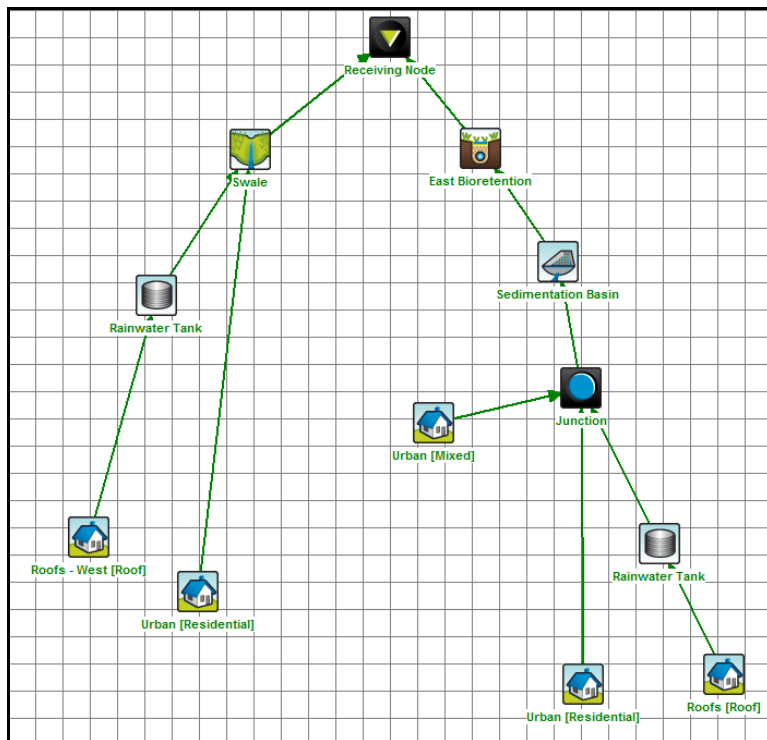 Receiving Node
Swale
East Bioretention
Sedimentation Basin
Rainwater Tank
Junction
Urban [Mixed]
Roofs - West [Roof]
Rainwater Tank
Urban [Residential]
Roofs [Roof]
Urban [Residential]